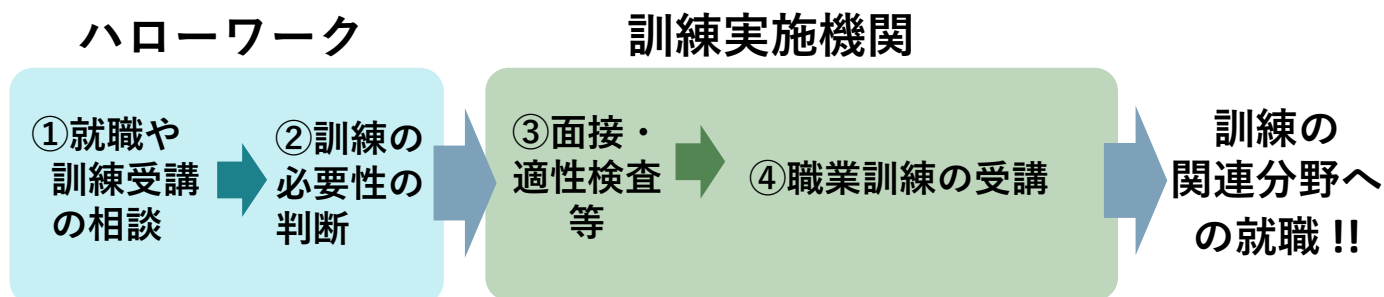 ハローワーク
訓練実施機関
①就職や
訓練受講
の相談
②訓練の
必要性の
判断
③面接・
適性検査
等
④職業訓練の受講
訓練の
関連分野へ
の就職 !!